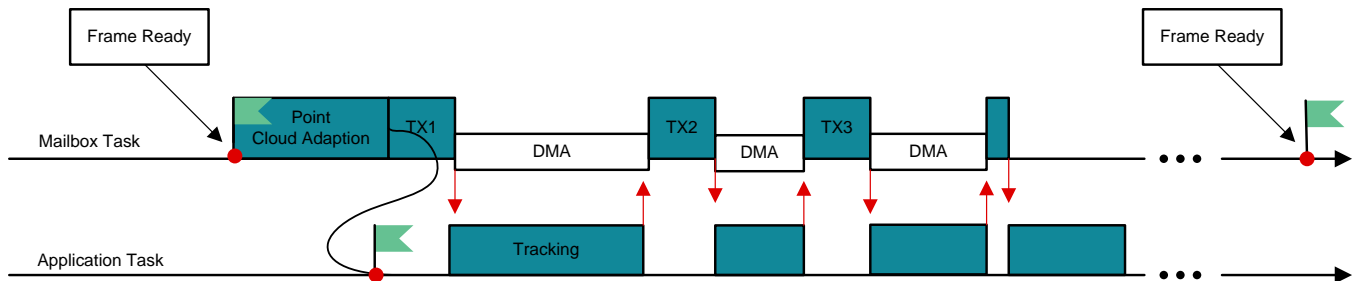 Frame Ready
Frame Ready
Point
Cloud Adaption
TX1
TX2
TX3
Mailbox Task
DMA
DMA
DMA
•••
Tracking
Application Task
•••